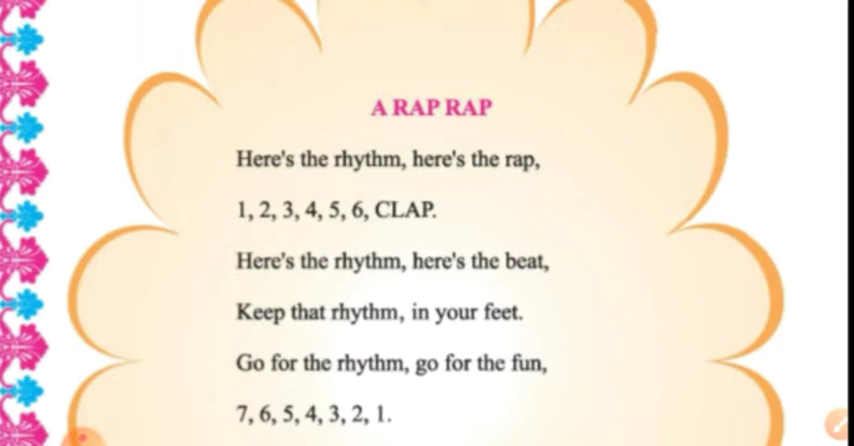 A RAP RAP
Here's the rhythm, here's the rap,
1, 2, 3, 4, 5, 6, CLAP.
Here's the rhythm, here's the beat,
Keep that rhythm, in your feet.
Go for the rhythm, go for the fun,
7, 6, 5, 4, 3, 2, 1.